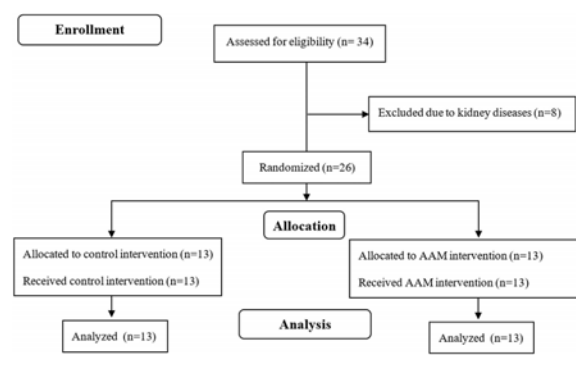 Enrollment
Assessed for eligibility (n= 34)
Excluded due to kidney diseases (n=8)
Randomized (n=26)
Allocation
Allocated to control intervention (n=13)
Received control intervention (n=13)
Allocated to AAM intervention (n=13)
Received AAM intervention (n=13)
Analysis
Analyzed (n=13)
Analyzed (n=13)